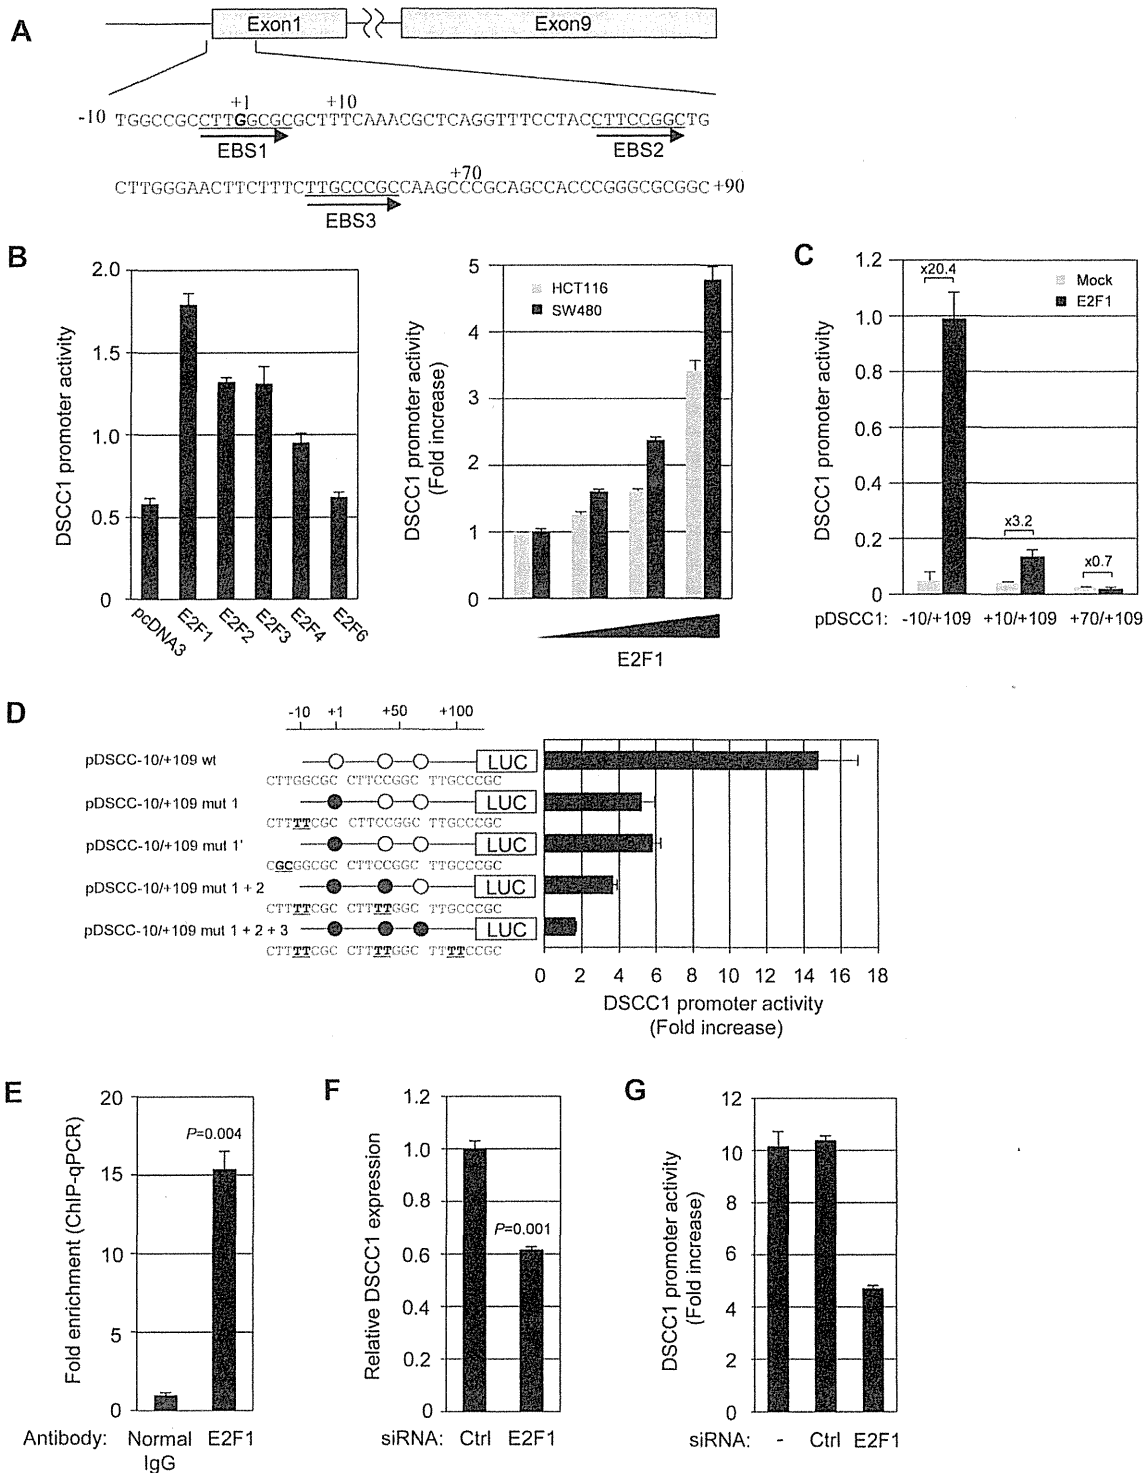 A
Exon1
Exon9
+1
+10
-10 TGGCCGCCTTGGCGCGCTTTCAAACGCTCAGGTTTCCTACCTTCCGGCTG
EBS1
EBS2
+70
CTTGGGAACTTCTTTCTTGCCCGCCAAGCCCGCAGCCACCCGGGCGCGGC +90
EBS3
B
DSCC1 promoter activity
2.0
1.5
1.0
0.5
0
pcDNA3
E2F1
E2F2
E2F3
E2F4
E2F6
DSCC1 promoter activity
(Fold increase)
5
4
3
2
1
0
HCT116
SW480
E2F1
C
DSCC1 promoter activity
1.2
1.0
0.8
0.6
0.4
0.2
0
Mock
E2F1
x20.4
x3.2
x0.7
pDSCC1: -10/+109 +10/+109 +70/+109
D
-10 +1 +50 +100
pDSCC-10/+109 wt
LUC
CTTGGCGC CTTCCGGC TTGCCCGC
pDSCC-10/+109 mut 1
LUC
CTTTTCGC CTTCCGGC TTGCCCGC
pDSCC-10/+109 mut 1'
LUC
CGCGGCGC CTTCCGGC TTGCCCGC
pDSCC-10/+109 mut 1 + 2
LUC
CTTTTCGC CTTTTGGC TTGCCCGC
pDSCC-10/+109 mut 1 + 2 + 3
LUC
CTTTTCGC CTTTTGGC TTTTCCGC
0 2 4 6 8 10 12 14 16 18
DSCC1 promoter activity
(Fold increase)
E
Fold enrichment (ChIP-qPCR)
20
15
10
5
0
P=0.004
Antibody: Normal IgG E2F1
F
Relative DSCC1 expression
1.2
1.0
0.8
0.6
0.4
0.2
0
P=0.001
siRNA: Ctrl E2F1
G
DSCC1 promoter activity
(Fold increase)
12
10
8
6
4
2
0
siRNA: - Ctrl E2F1